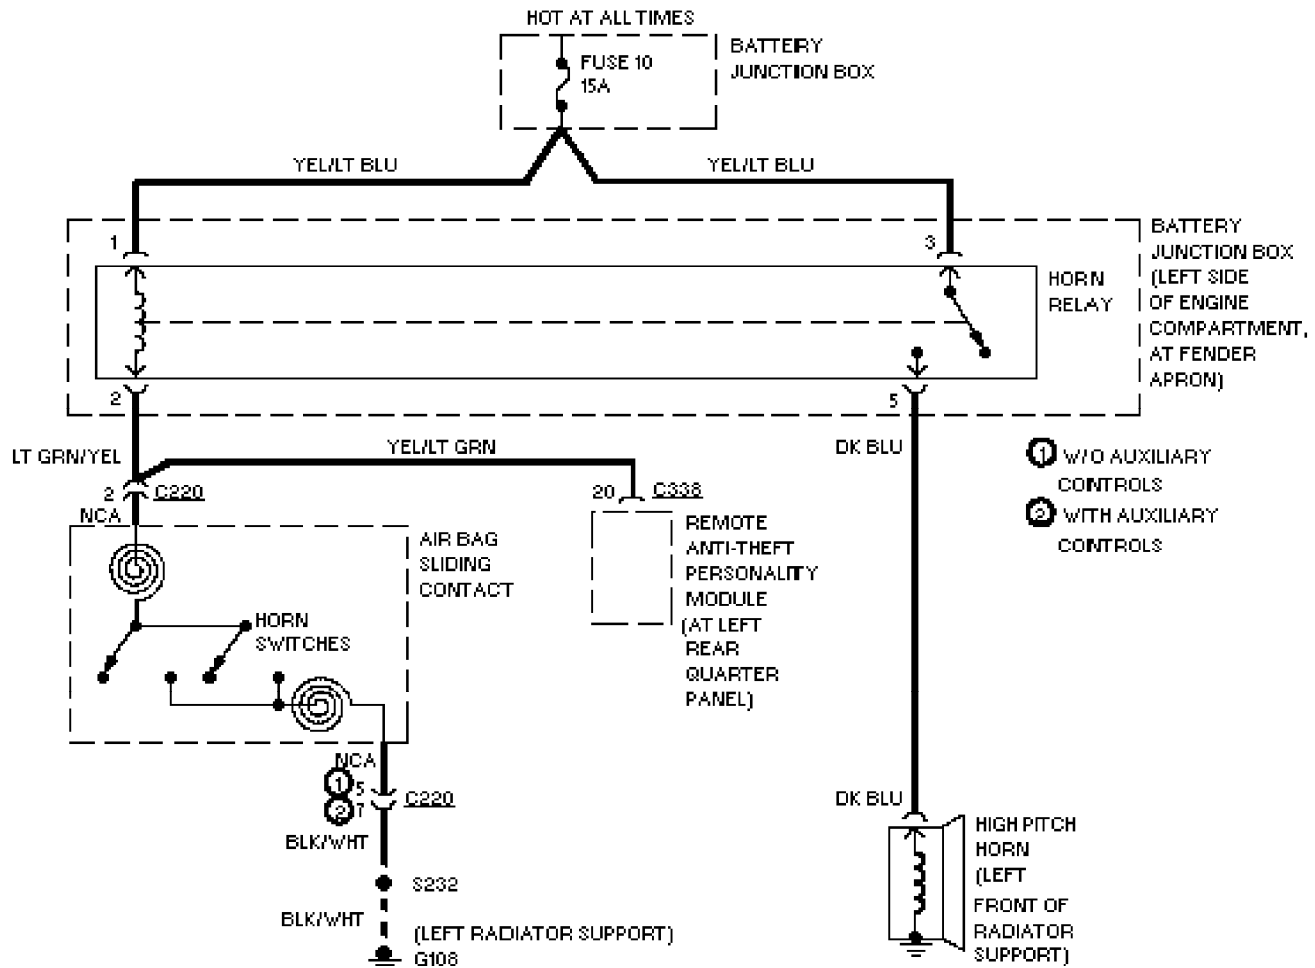 HOT AT ALL TIMES
FUSE 10
15A
BATTERY
JUNCTION BOX
YEL/LT BLU
YEL/LT BLU
1
3
BATTERY
JUNCTION BOX
(LEFT SIDE
OF ENGINE
COMPARTMENT,
AT FENDER
APRON)
HORN
RELAY
2
5
LT GRN/YEL
YEL/LT GRN
DK BLU
1 W/O AUXILIARY
CONTROLS
2 WITH AUXILIARY
CONTROLS
2 C220
20 C338
NCA
AIR BAG
SLIDING
CONTACT
REMOTE
ANTI-THEFT
PERSONALITY
MODULE
(AT LEFT
REAR
QUARTER
PANEL)
HORN
SWITCHES
NCA
1 5
2 7
C220
BLK/WHT
S232
BLK/WHT
(LEFT RADIATOR SUPPORT)
G108
DK BLU
HIGH PITCH
HORN
(LEFT
FRONT OF
RADIATOR
SUPPORT)